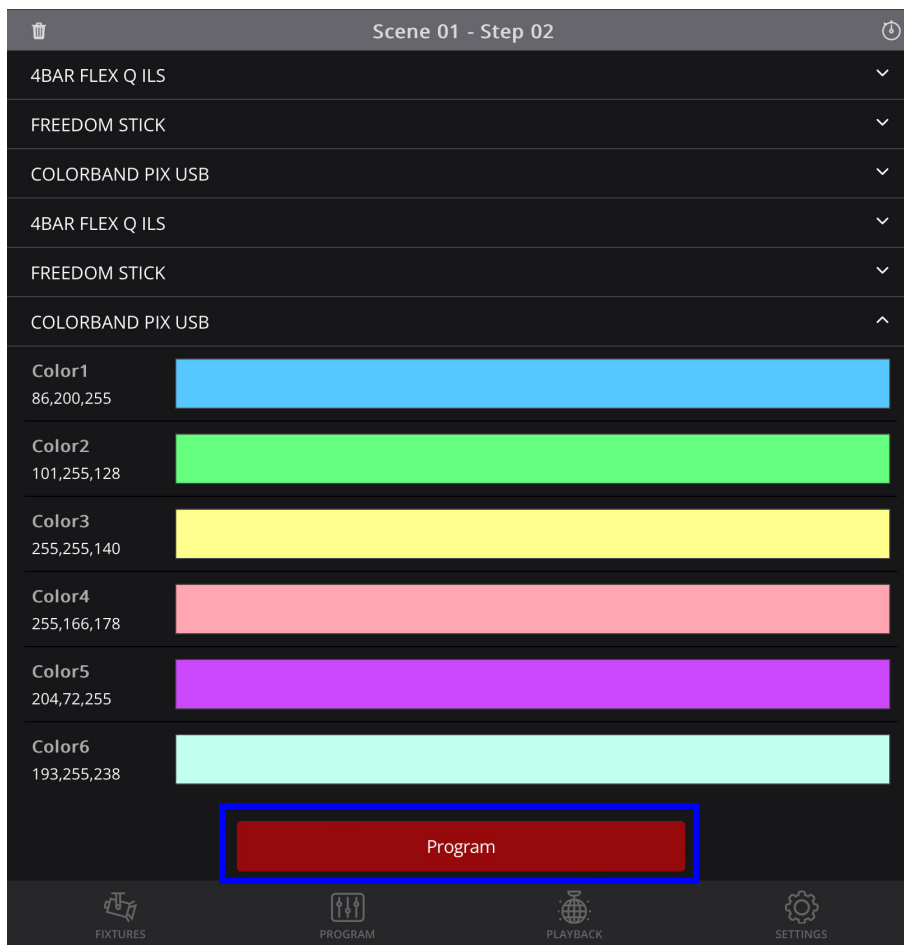 Scene 01 - Step 02
4BAR FLEX Q ILS
FREEDOM STICK
COLORBAND PIX USB
4BAR FLEX Q ILS
FREEDOM STICK
COLORBAND PIX USB
Color1
86,200,255
Color2
101,255,128
Color3
255,255,140
Color4
255,166,178
Color5
204,72,255
Color6
193,255,238
Program
FIXTURES PROGRAM PLAYBACK SETTINGS